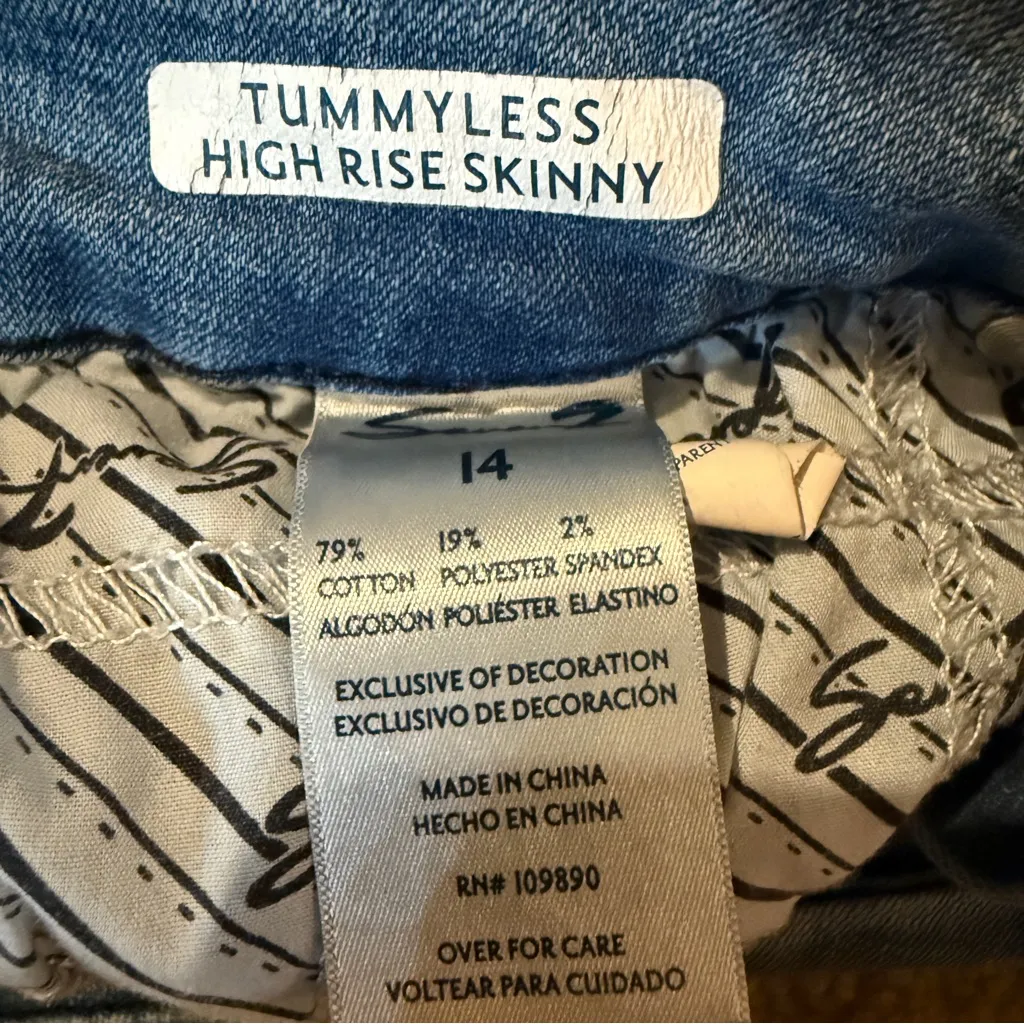 TUMMYLESS
HIGH RISE SKINNY
14
79% 19% 2%
COTTON POLYESTER SPANDEX
ALGODÓN POLIÉSTER ELASTINO
EXCLUSIVE OF DECORATION
EXCLUSIVO DE DECORACIÓN
MADE IN CHINA
HECHO EN CHINA
RN# 109890
OVER FOR CARE
VOLTEAR PARA CUIDADO